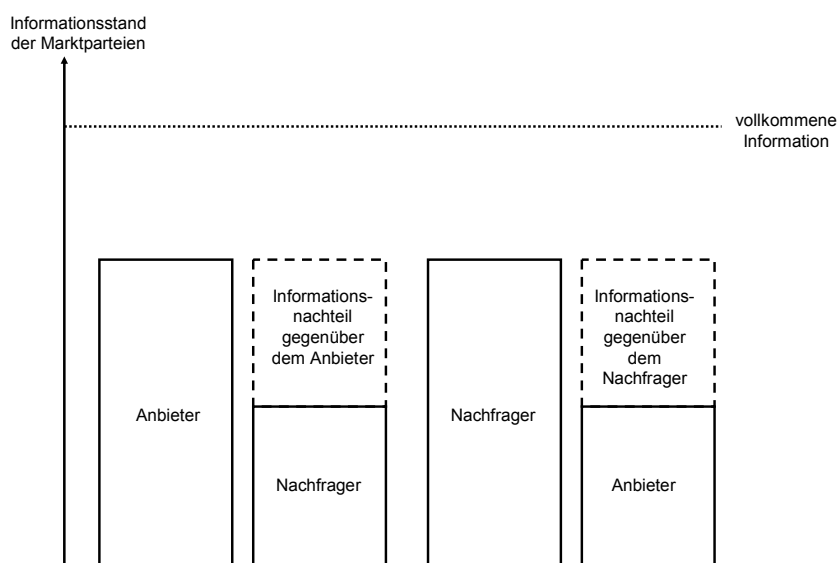 Informationsstand
der Marktparteien
vollkommene
Information
Informations-
nachteil
gegenüber
dem Anbieter
Informations-
nachteil
gegenüber
dem
Nachfrager
Anbieter
Nachfrager
Nachfrager
Anbieter